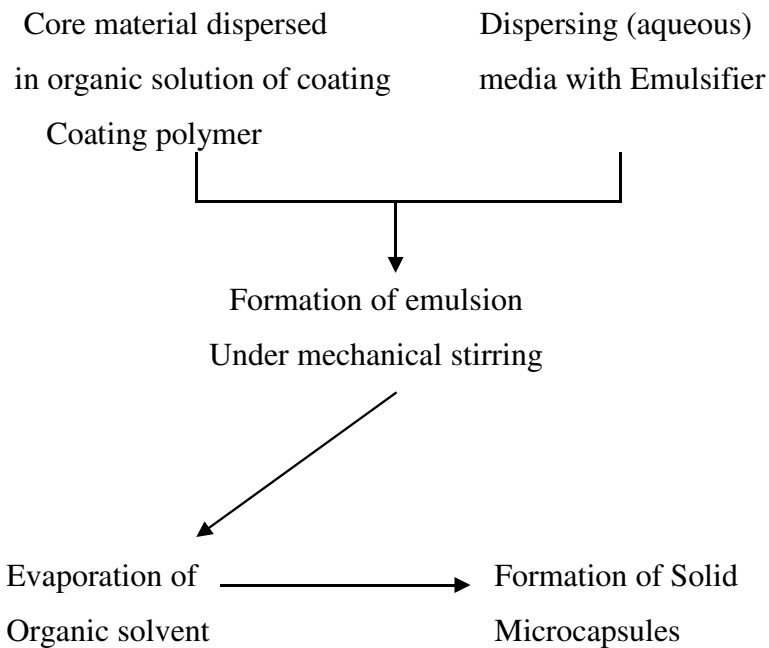 Core material dispersed
in organic solution of coating
Coating polymer
Dispersing (aqueous)
media with Emulsifier
Formation of emulsion
Under mechanical stirring
Evaporation of
Organic solvent
Formation of Solid
Microcapsules